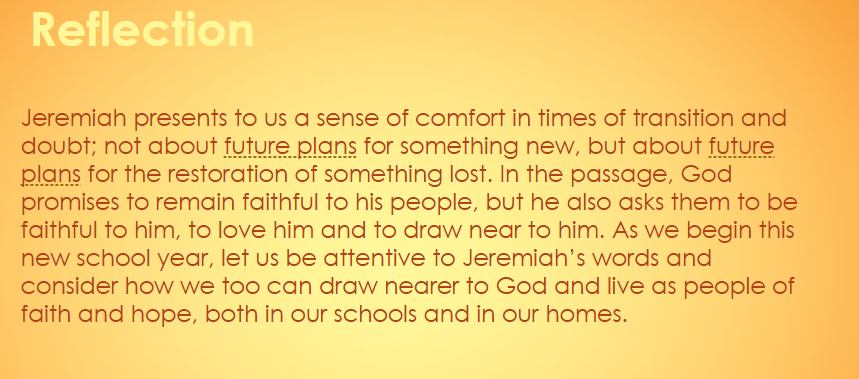 Reflection
Jeremiah presents to us a sense of comfort in times of transition and
doubt; not about future plans for something new, but about future
plans for the restoration of something lost. In the passage, God
promises to remain faithful to his people, but he also asks them to be
faithful to him, to love him and to draw near to him. As we begin this
new school year, let us be attentive to Jeremiah’s words and
consider how we too can draw nearer to God and live as people of
faith and hope, both in our schools and in our homes.